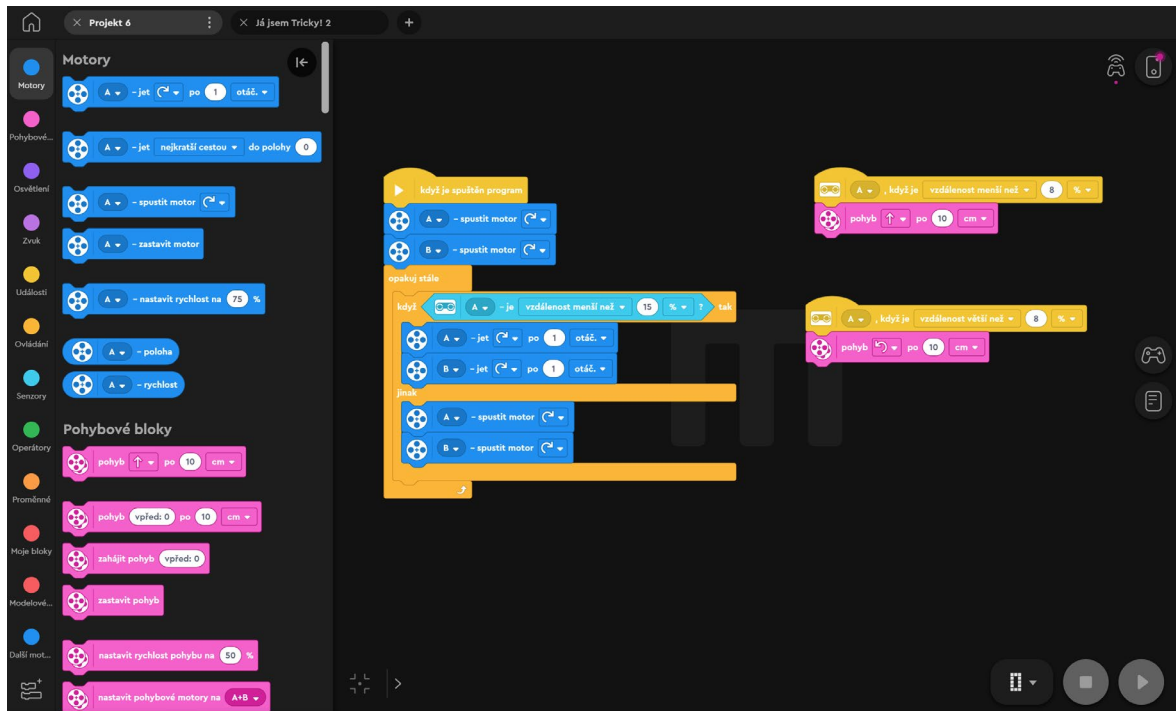 Projekt 6
Já jsem Tricky! 2
Motory
Pohybové...
Osvětlení
Zvuk
Události
Ovládání
Senzory
Operátory
Proměnné
Moje bloky
Modelové...
Další mot...
Motory
A – jet po 1 otáč.
A – jet nejkratší cestou do polohy 0
A – spustit motor
A – zastavit motor
A – nastavit rychlost na 75 %
A – poloha
A – rychlost
Pohybové bloky
pohyb po 10 cm
pohyb vpřed: 0 po 10 cm
zahájit pohyb vpřed: 0
zastavit pohyb
nastavit rychlost pohybu na 50 %
nastavit pohybové motory na A+B
když je spuštěn program
A – spustit motor
B – spustit motor
opakuj stále
když A – je vzdálenost menší než 15 % ? tak
A – jet po 1 otáč.
B – jet po 1 otáč.
jinak
A – spustit motor
B – spustit motor
A , když je vzdálenost menší než 8 %
pohyb po 10 cm
A , když je vzdálenost větší než 8 %
pohyb po 10 cm